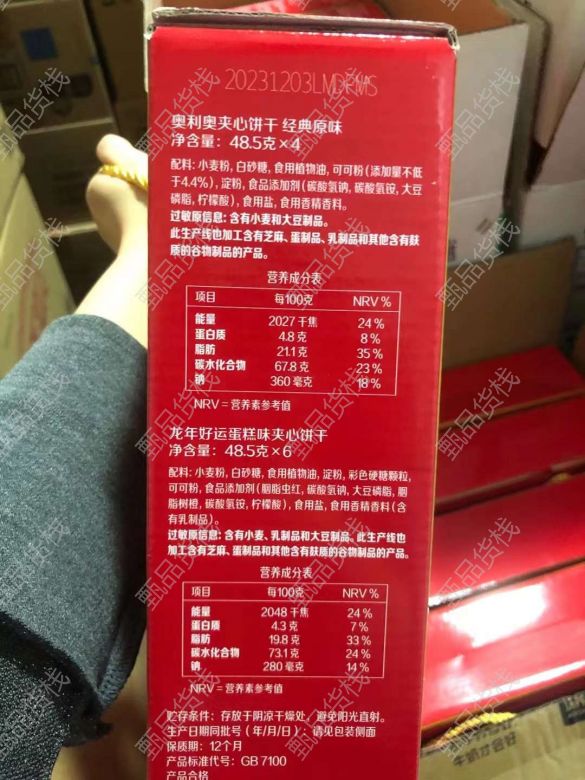 20231203LMDFMS
奥利奥夹心饼干 经典原味
净含量：48.5克×4
配料：小麦粉，白砂糖，食用植物油，可可粉（添加量不低
于4.4%），淀粉，食品添加剂（碳酸氢钠，碳酸氢铵，大豆
磷脂，柠檬酸），食用盐，食用香精香料。
过敏原信息：含有小麦和大豆制品。
此生产线也加工含有芝麻、蛋制品、乳制品和其他含有麸
质的谷物制品的产品。
营养成分表
项目 每100克 NRV %
能量 2027 千焦 24 %
蛋白质 4.8 克 8 %
脂肪 21.1 克 35 %
碳水化合物 67.8 克 23 %
钠 360 毫克 18 %
NRV = 营养素参考值
龙年好运蛋糕味夹心饼干
净含量：48.5克×6
配料：小麦粉，白砂糖，食用植物油，淀粉，彩色硬糖颗粒，
可可粉，食品添加剂（胭脂虫红，碳酸氢钠，大豆磷脂，胭
脂树橙，碳酸氢铵，柠檬酸），食用盐，食用香精香料（含
有乳制品）。
过敏原信息：含有小麦、乳制品和大豆制品。此生产线也
加工含有芝麻、蛋制品和其他含有麸质的谷物制品的产品。
营养成分表
项目 每100克 NRV %
能量 2048 千焦 24 %
蛋白质 4.3 克 7 %
脂肪 19.8 克 33 %
碳水化合物 73.1 克 24 %
钠 280 毫克 14 %
NRV = 营养素参考值
贮存条件：存放于阴凉干燥处，避免阳光直射。
生产日期同批号（年/月/日）：请见包装侧面
保质期：12个月
产品标准代号：GB 7100
产品合格
甄品货栈